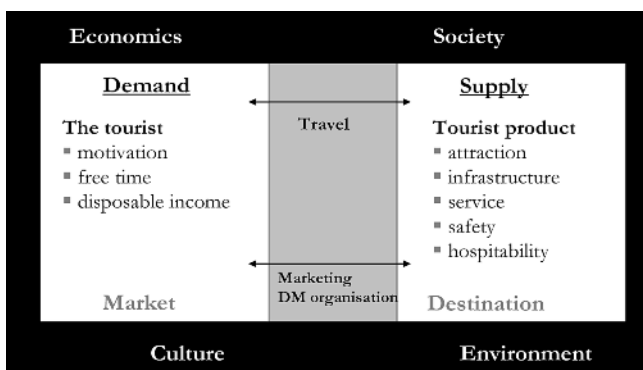 Economics
Society
Demand
Supply
Travel
The tourist
Tourist product
▪ motivation
▪ attraction
▪ free time
▪ infrastructure
▪ disposable income
▪ service
▪ safety
▪ hospitability
Marketing
DM organisation
Market
Destination
Culture
Environment